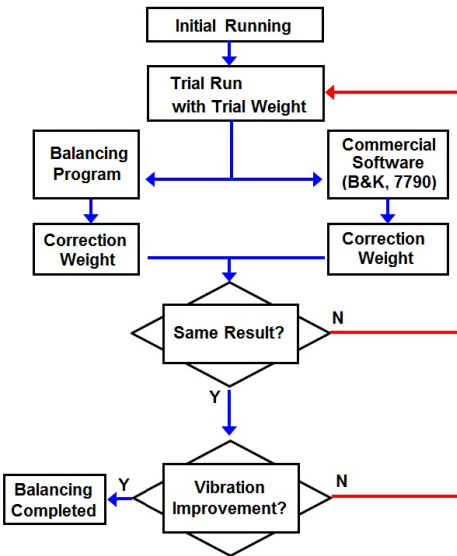 Initial Running
Trial Run
with Trial Weight
Balancing
Program
Commercial
Software
(B&K, 7790)
Correction
Weight
Correction
Weight
Same Result?
N
Y
Vibration
Improvement?
N
Y
Balancing
Completed